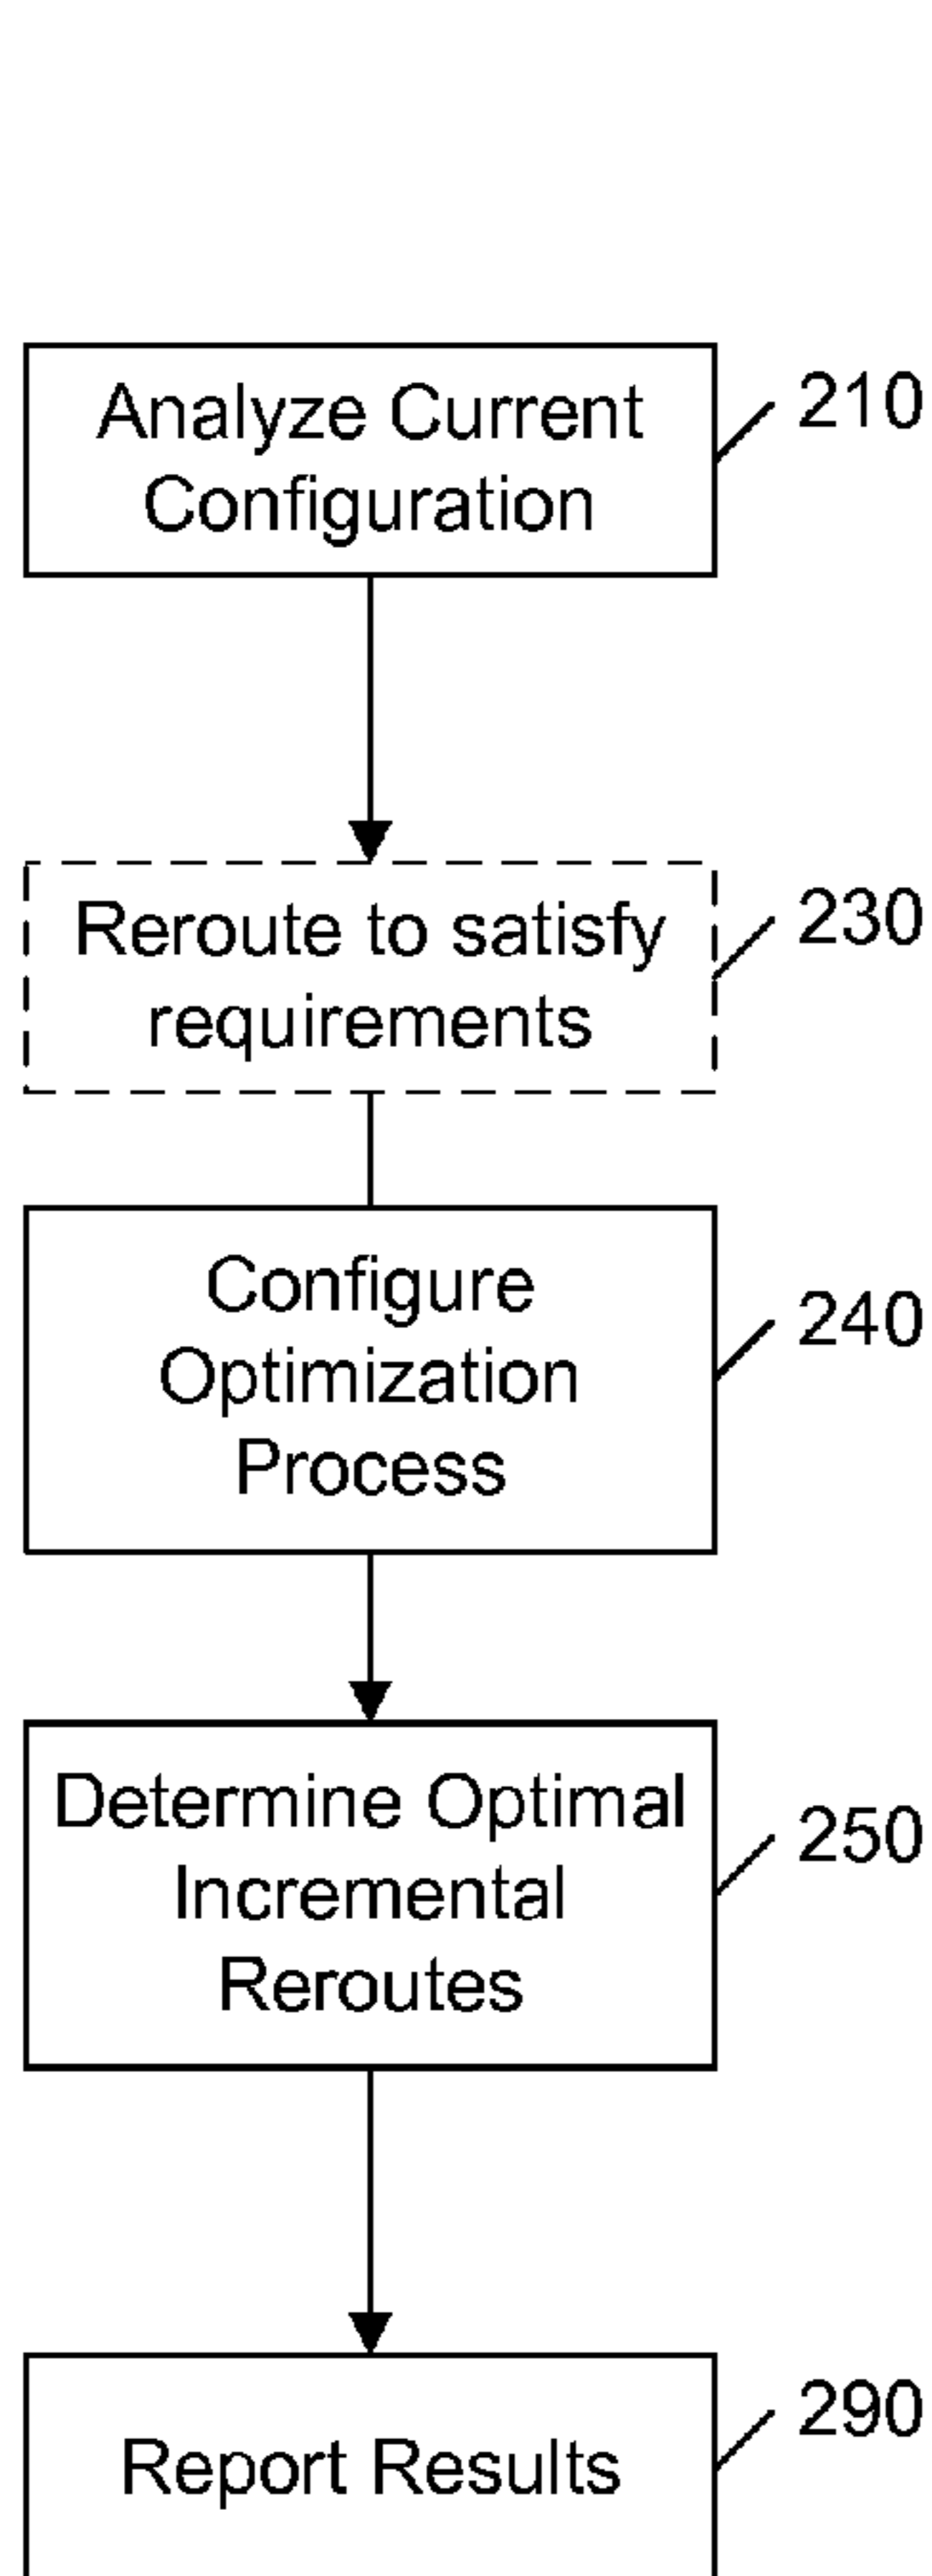 Analyze Current
Configuration
210
Reroute to satisfy
requirements
230
Configure
Optimization
Process
240
Determine Optimal
Incremental
Reroutes
250
Report Results
290